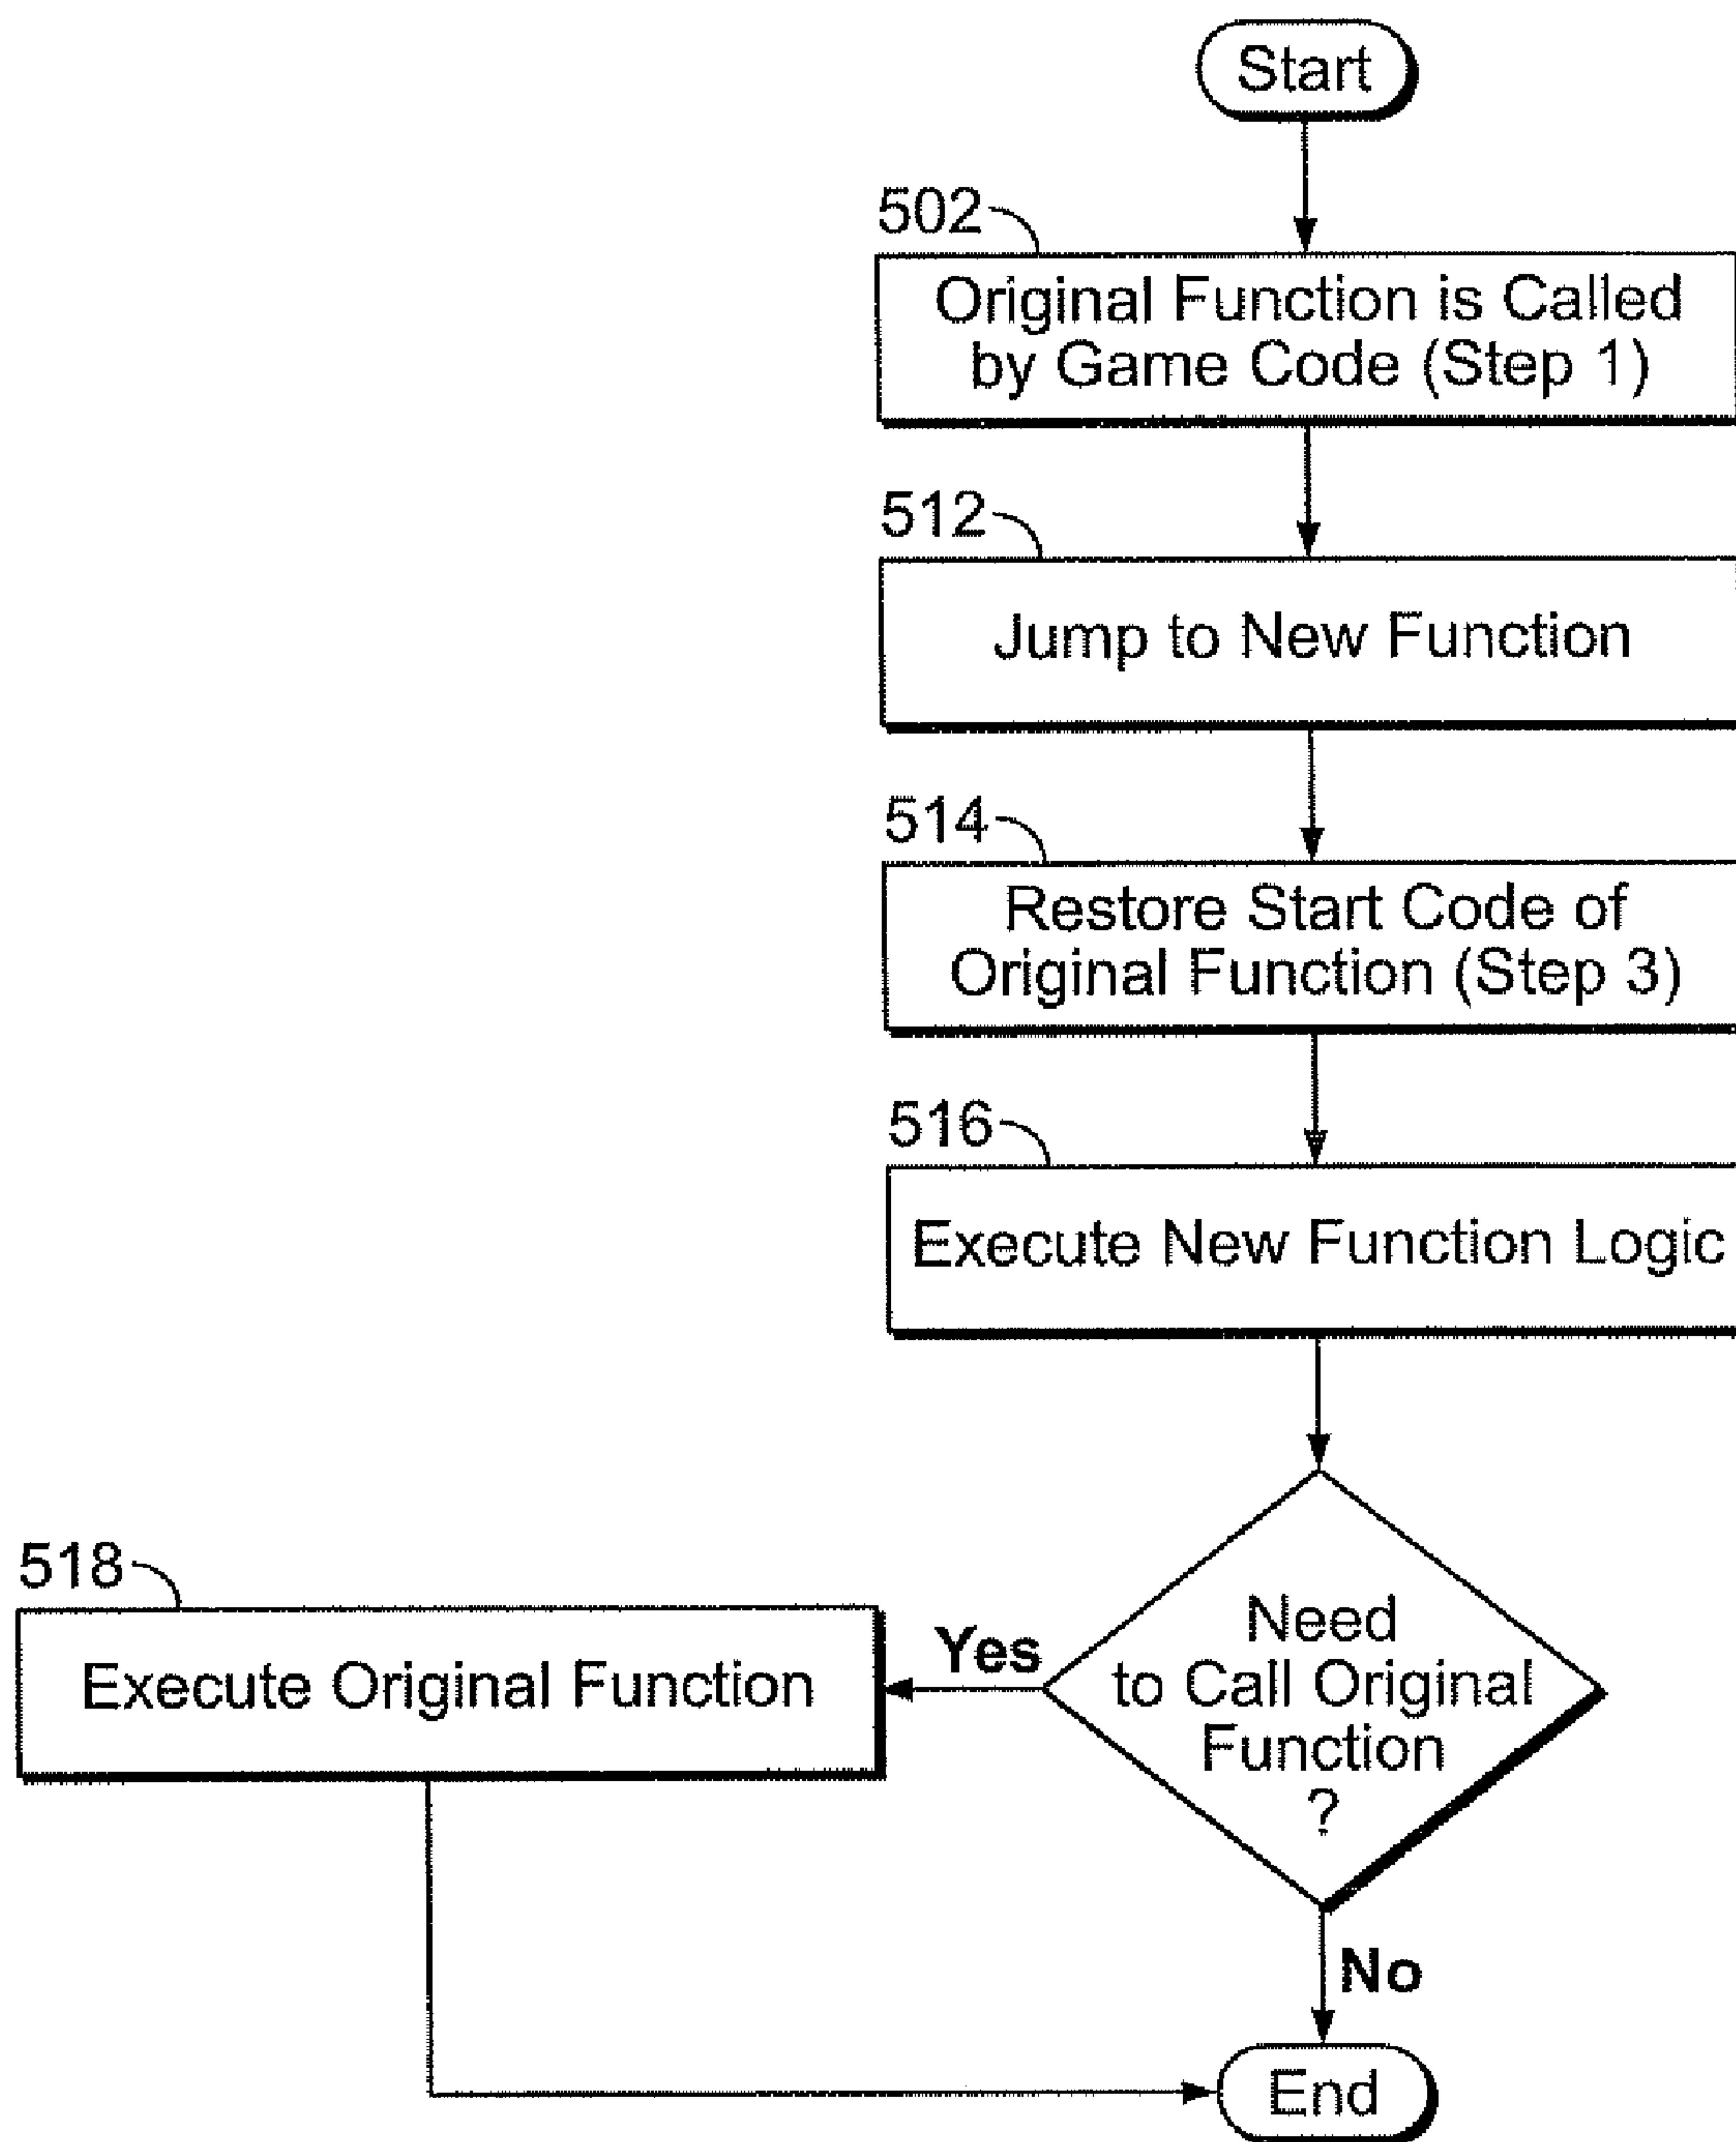 Start
502
Original Function is Called
by Game Code (Step 1)
512
Jump to New Function
514
Restore Start Code of
Original Function (Step 3)
516
Execute New Function Logic
Need
to Call Original
Function
?
Yes
518
Execute Original Function
No
End